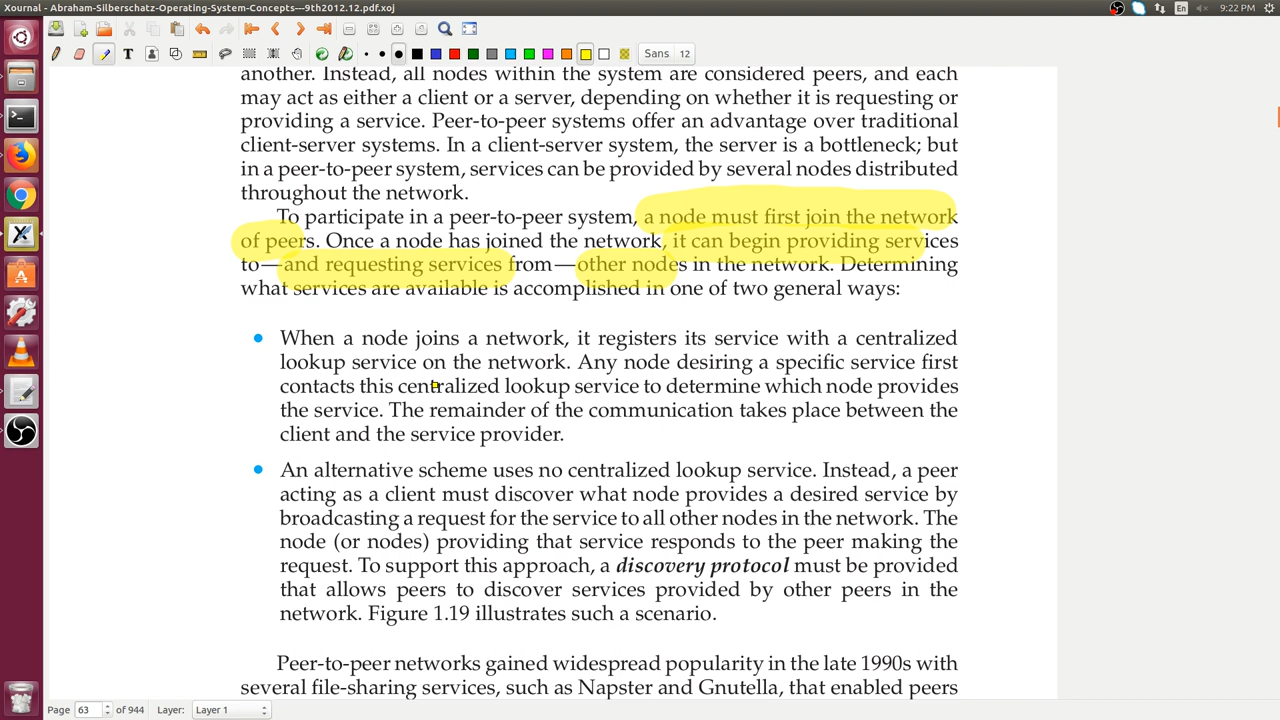 Xournal - Abraham-Silberschatz-Operating-System-Concepts---9th2012.12.pdf.xoj
En 9:22 PM
T Sans 12
another. Instead, all nodes within the system are considered peers, and each
may act as either a client or a server, depending on whether it is requesting or
providing a service. Peer-to-peer systems offer an advantage over traditional
client-server systems. In a client-server system, the server is a bottleneck; but
in a peer-to-peer system, services can be provided by several nodes distributed
throughout the network.
To participate in a peer-to-peer system, a node must first join the network
of peers. Once a node has joined the network, it can begin providing services
to—and requesting services from—other nodes in the network. Determining
what services are available is accomplished in one of two general ways:
• When a node joins a network, it registers its service with a centralized
lookup service on the network. Any node desiring a specific service first
contacts this centralized lookup service to determine which node provides
the service. The remainder of the communication takes place between the
client and the service provider.
• An alternative scheme uses no centralized lookup service. Instead, a peer
acting as a client must discover what node provides a desired service by
broadcasting a request for the service to all other nodes in the network. The
node (or nodes) providing that service responds to the peer making the
request. To support this approach, a discovery protocol must be provided
that allows peers to discover services provided by other peers in the
network. Figure 1.19 illustrates such a scenario.
Peer-to-peer networks gained widespread popularity in the late 1990s with
several file-sharing services, such as Napster and Gnutella, that enabled peers
Page 63 of 944 Layer: Layer 1